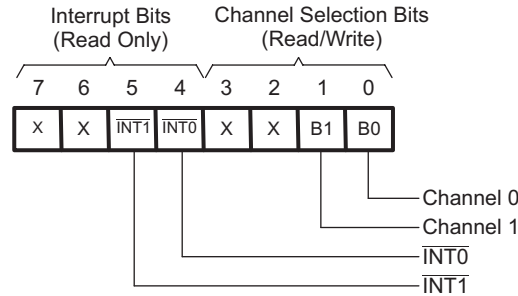 Interrupt Bits
(Read Only)
Channel Selection Bits
(Read/Write)
7 6 5 4 3 2 1 0
X X INT1 INT0 X X B1 B0
Channel 0
Channel 1
INT0
INT1